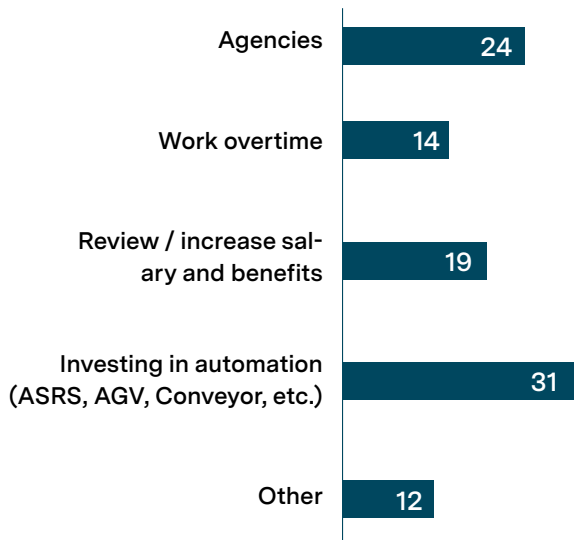 Agencies
24
Work overtime
14
Review / increase sal-
ary and benefits
19
Investing in automation
(ASRS, AGV, Conveyor, etc.)
31
Other
12